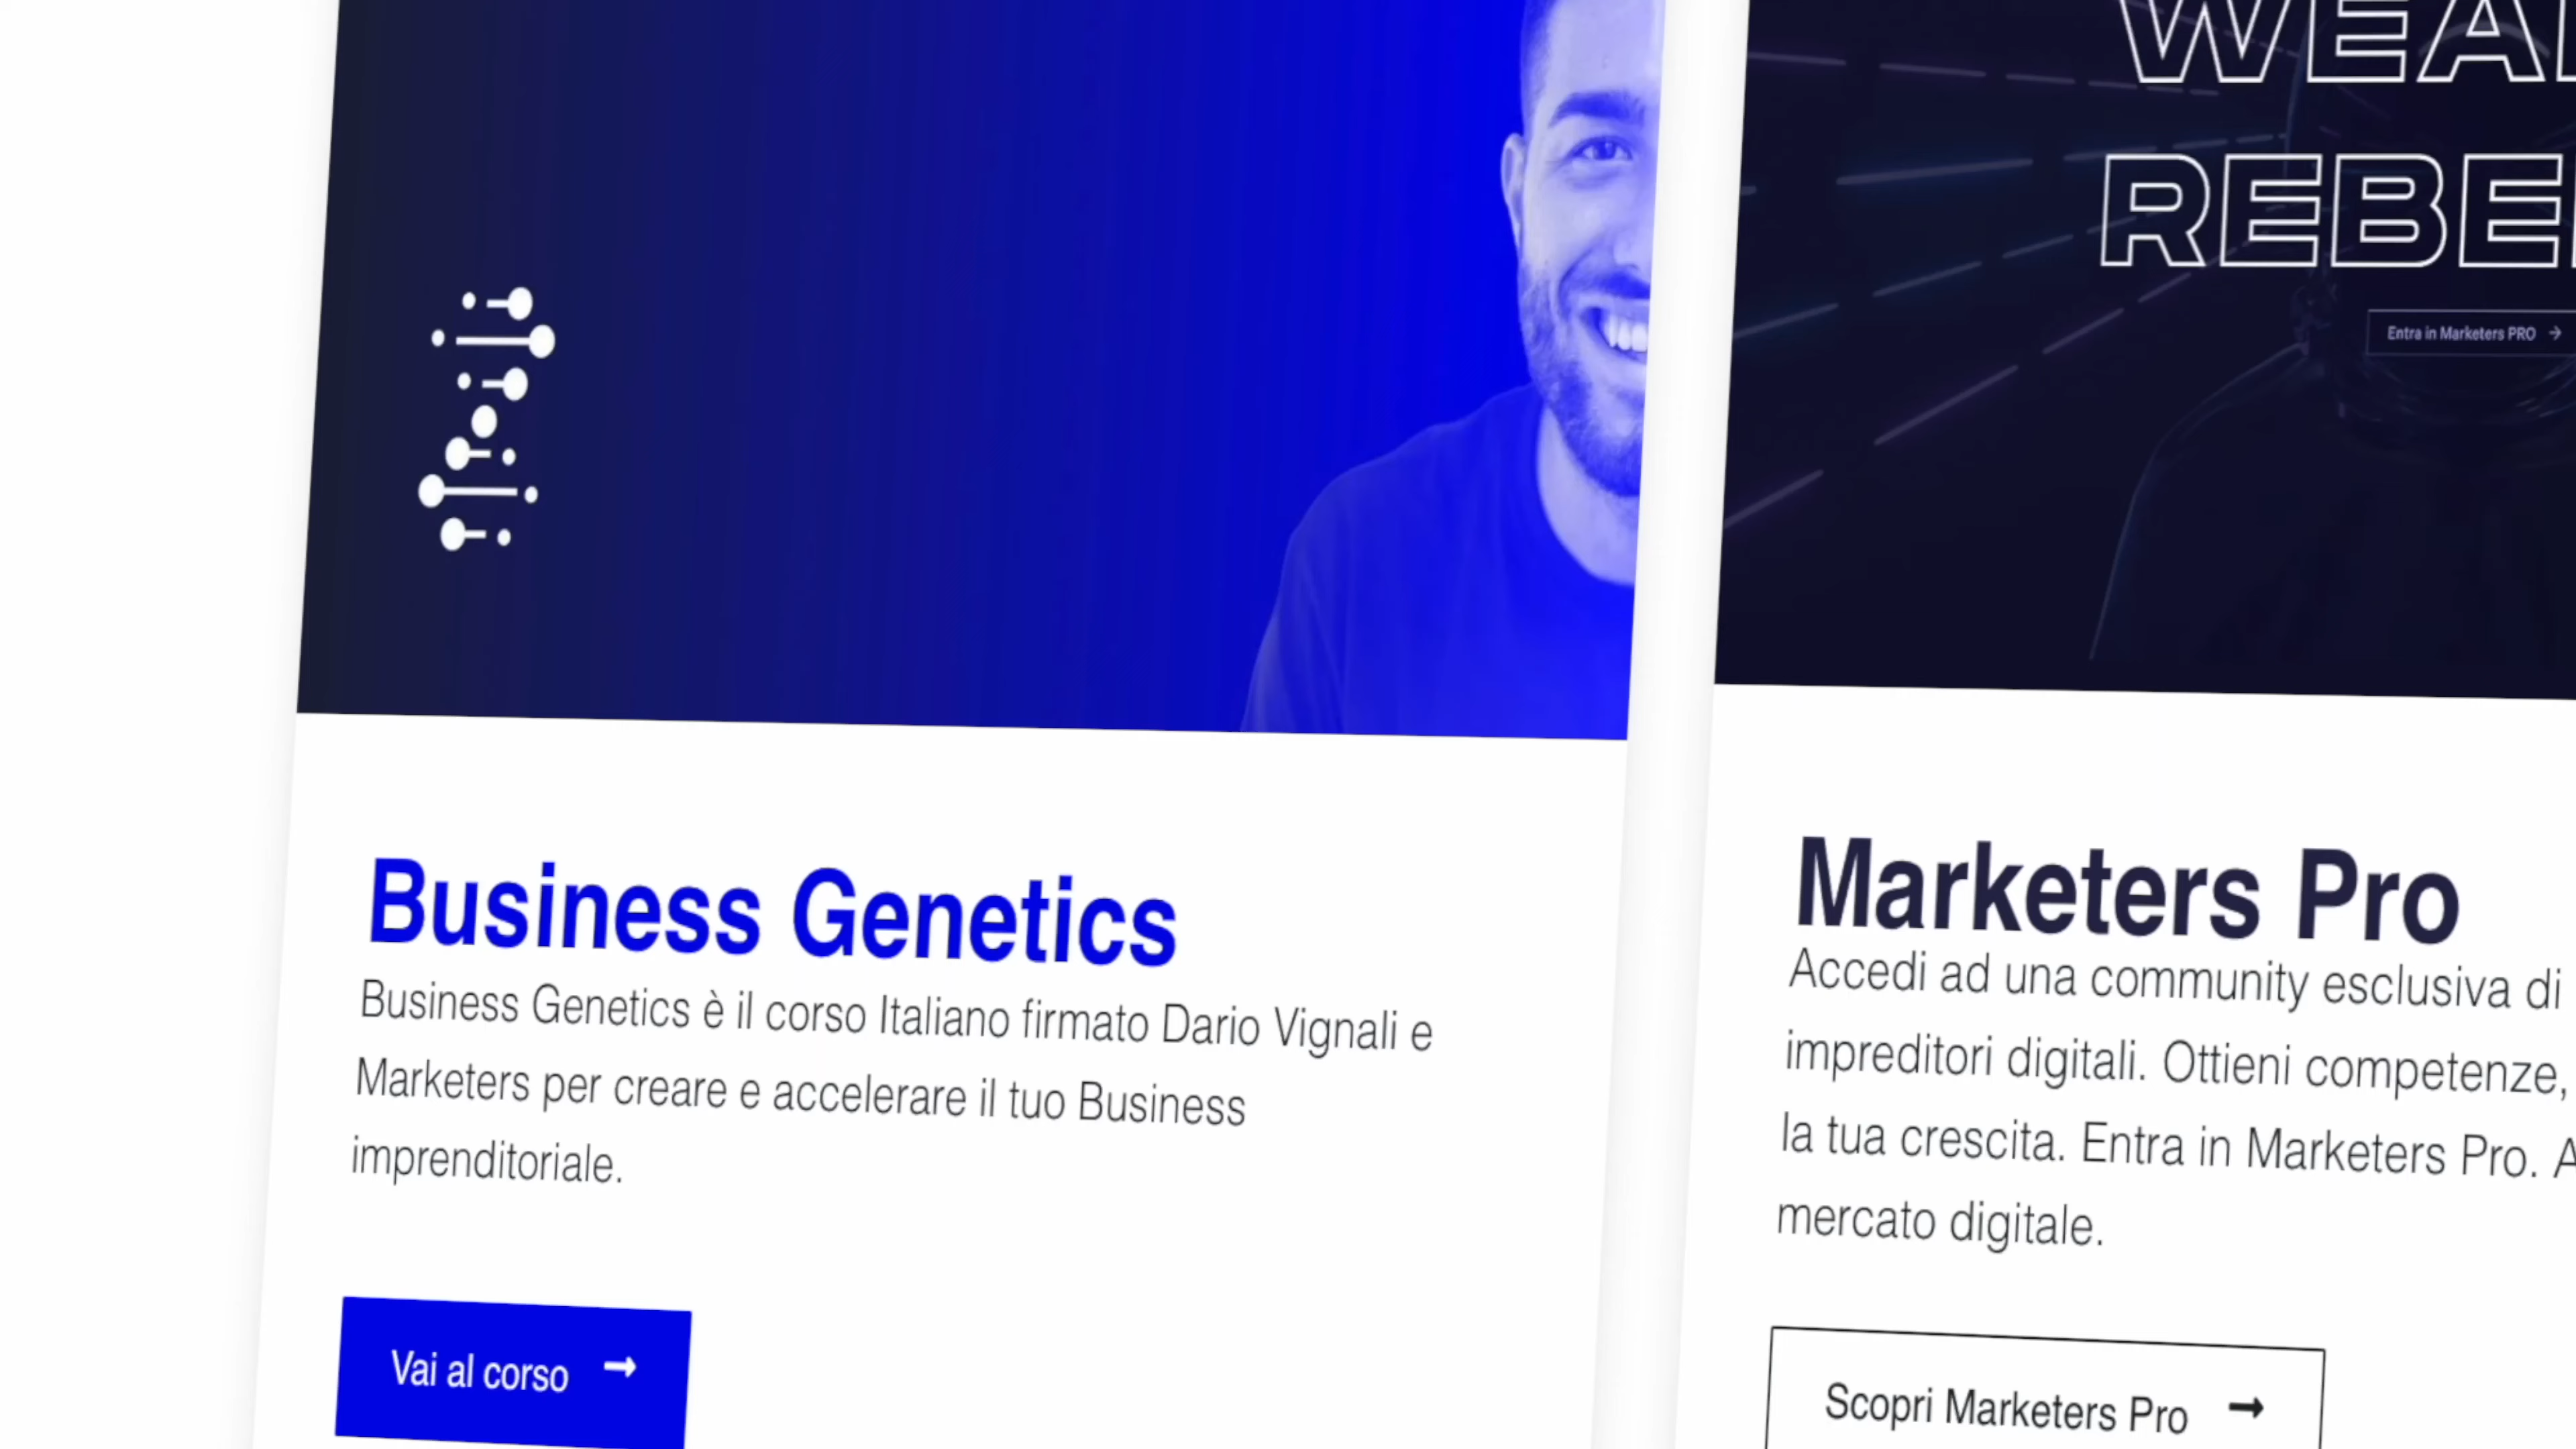 Business Genetics
Business Genetics è il corso Italiano firmato Dario Vignali e
Marketers per creare e accelerare il tuo Business
imprenditoriale.
Vai al corso
REBE
Entra in Marketers PRO
Marketers Pro
Accedi ad una community esclusiva di
impreditori digitali. Ottieni competenze,
la tua crescita. Entra in Marketers Pro. A
mercato digitale.
Scopri Marketers Pro